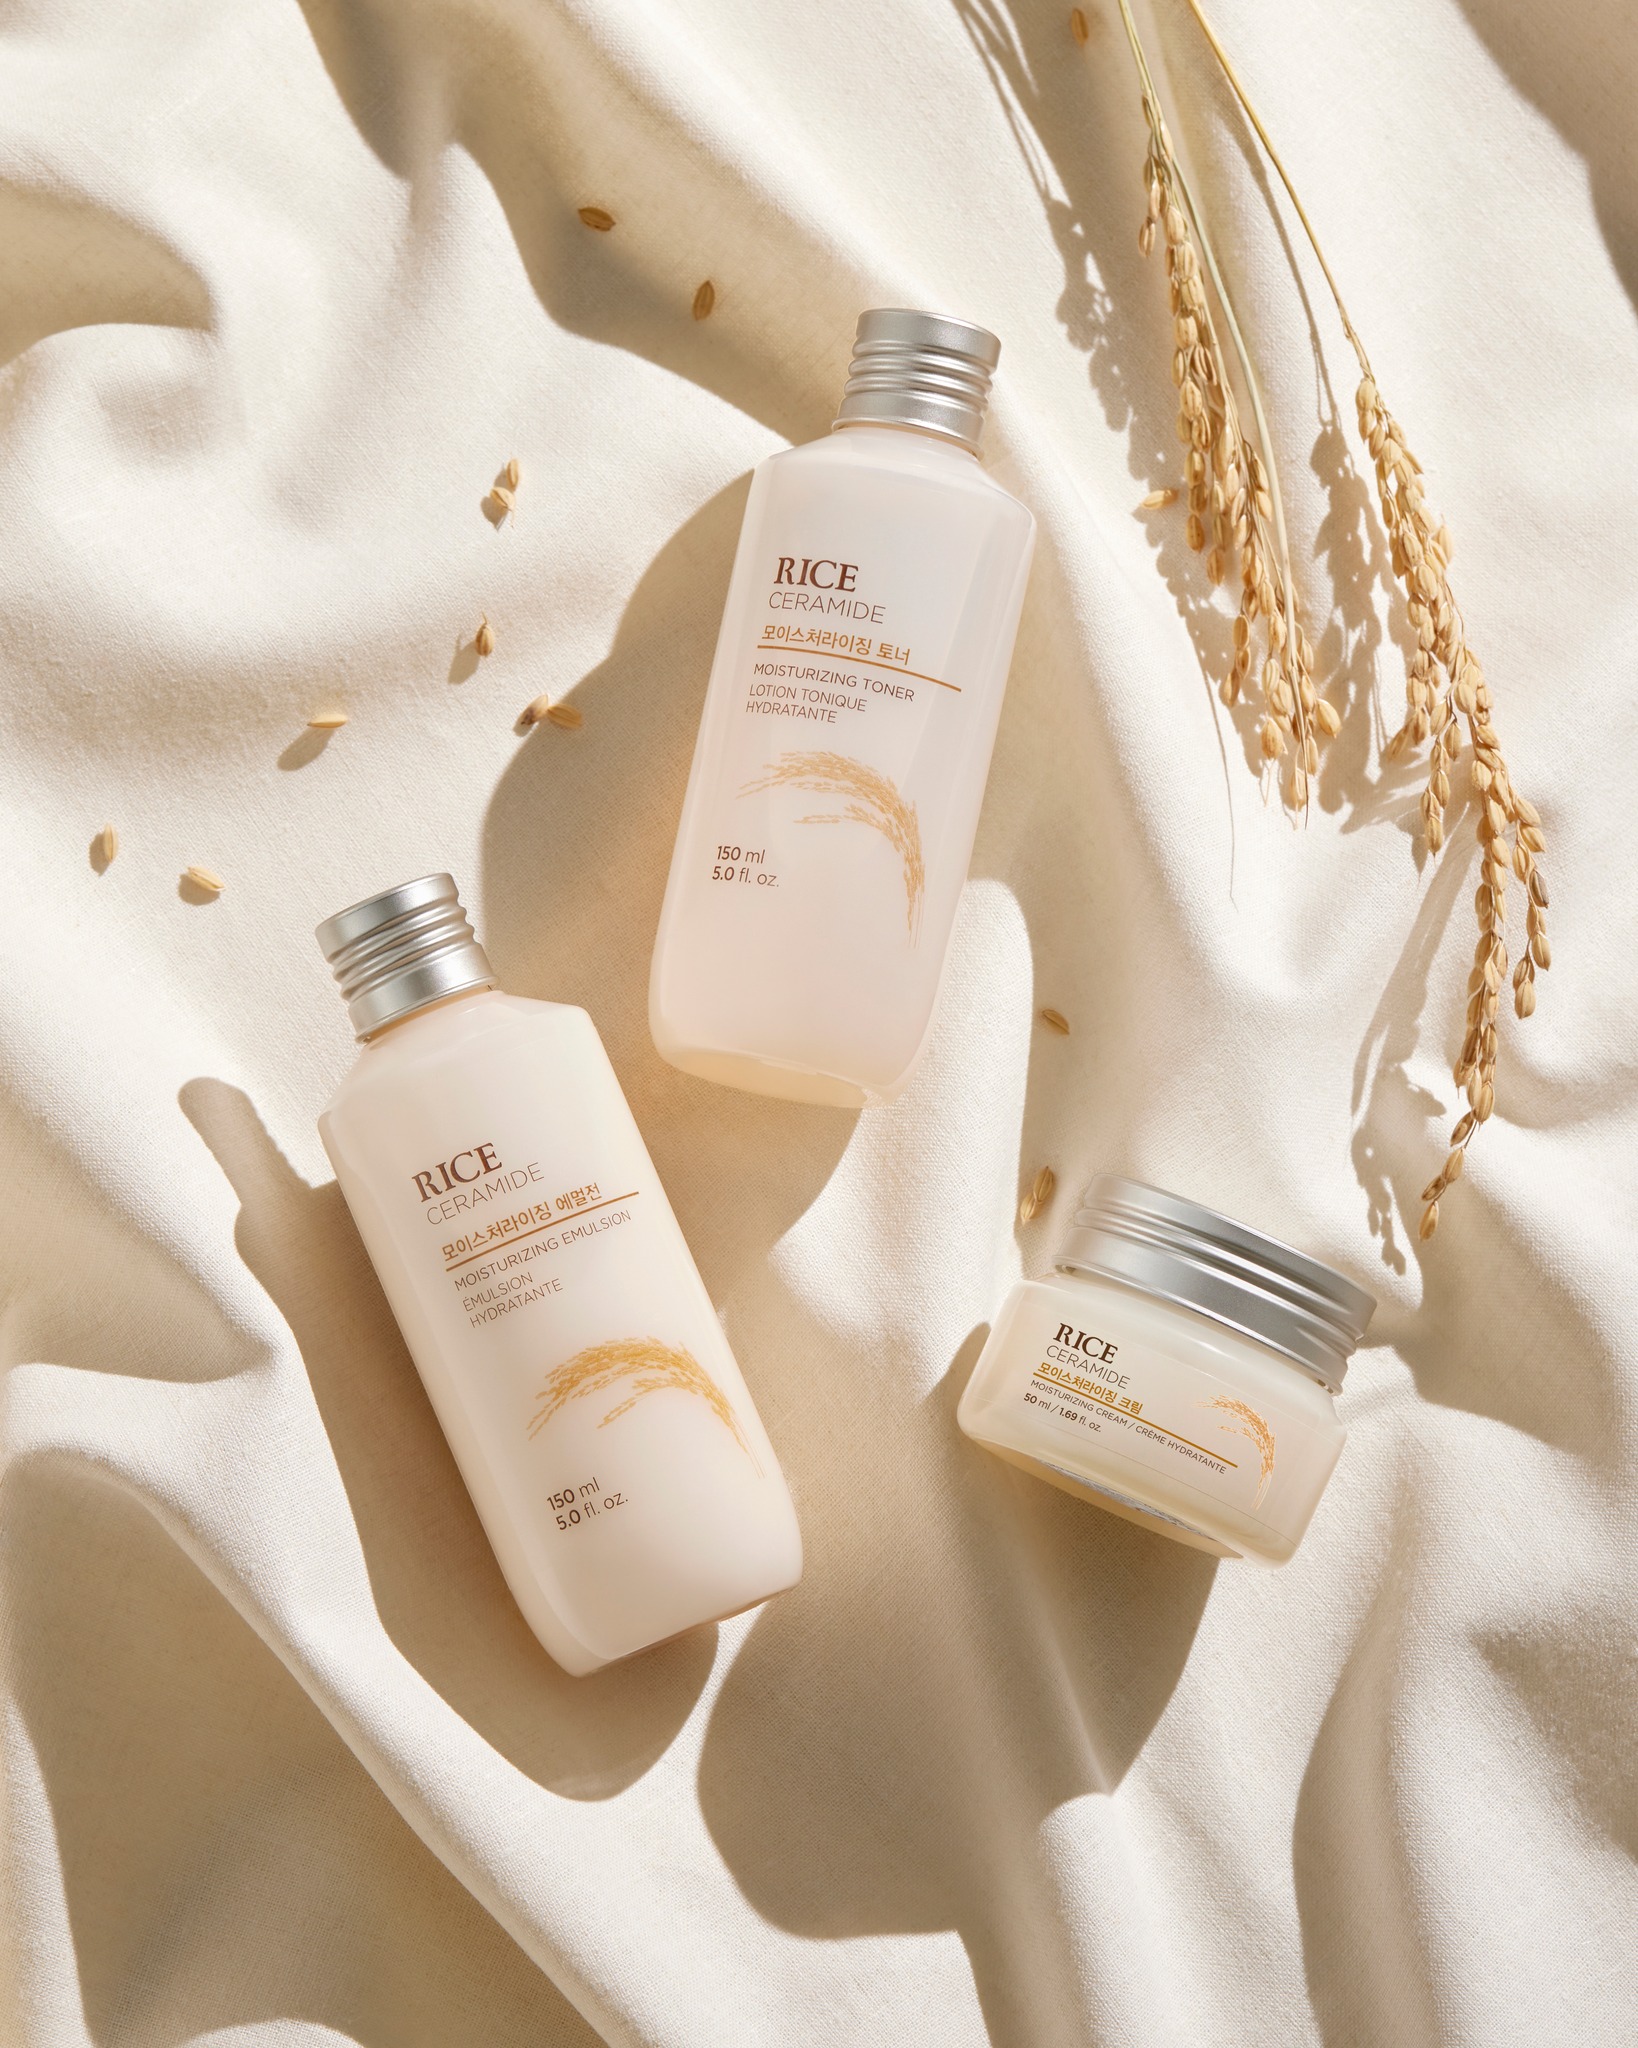 RICE
CERAMIDE
모이스처라이징 토너
MOISTURIZING TONER
LOTION TONIQUE
HYDRATANTE
150 ml
5.0 fl. oz.
RICE
CERAMIDE
모이스처라이징 에멀전
MOISTURIZING EMULSION
ÉMULSION
HYDRATANTE
150 ml
5.0 fl. oz.
RICE
CERAMIDE
모이스처라이징 크림
MOISTURIZING CREAM / CRÈME HYDRATANTE
50 ml / 1.69 fl. oz.